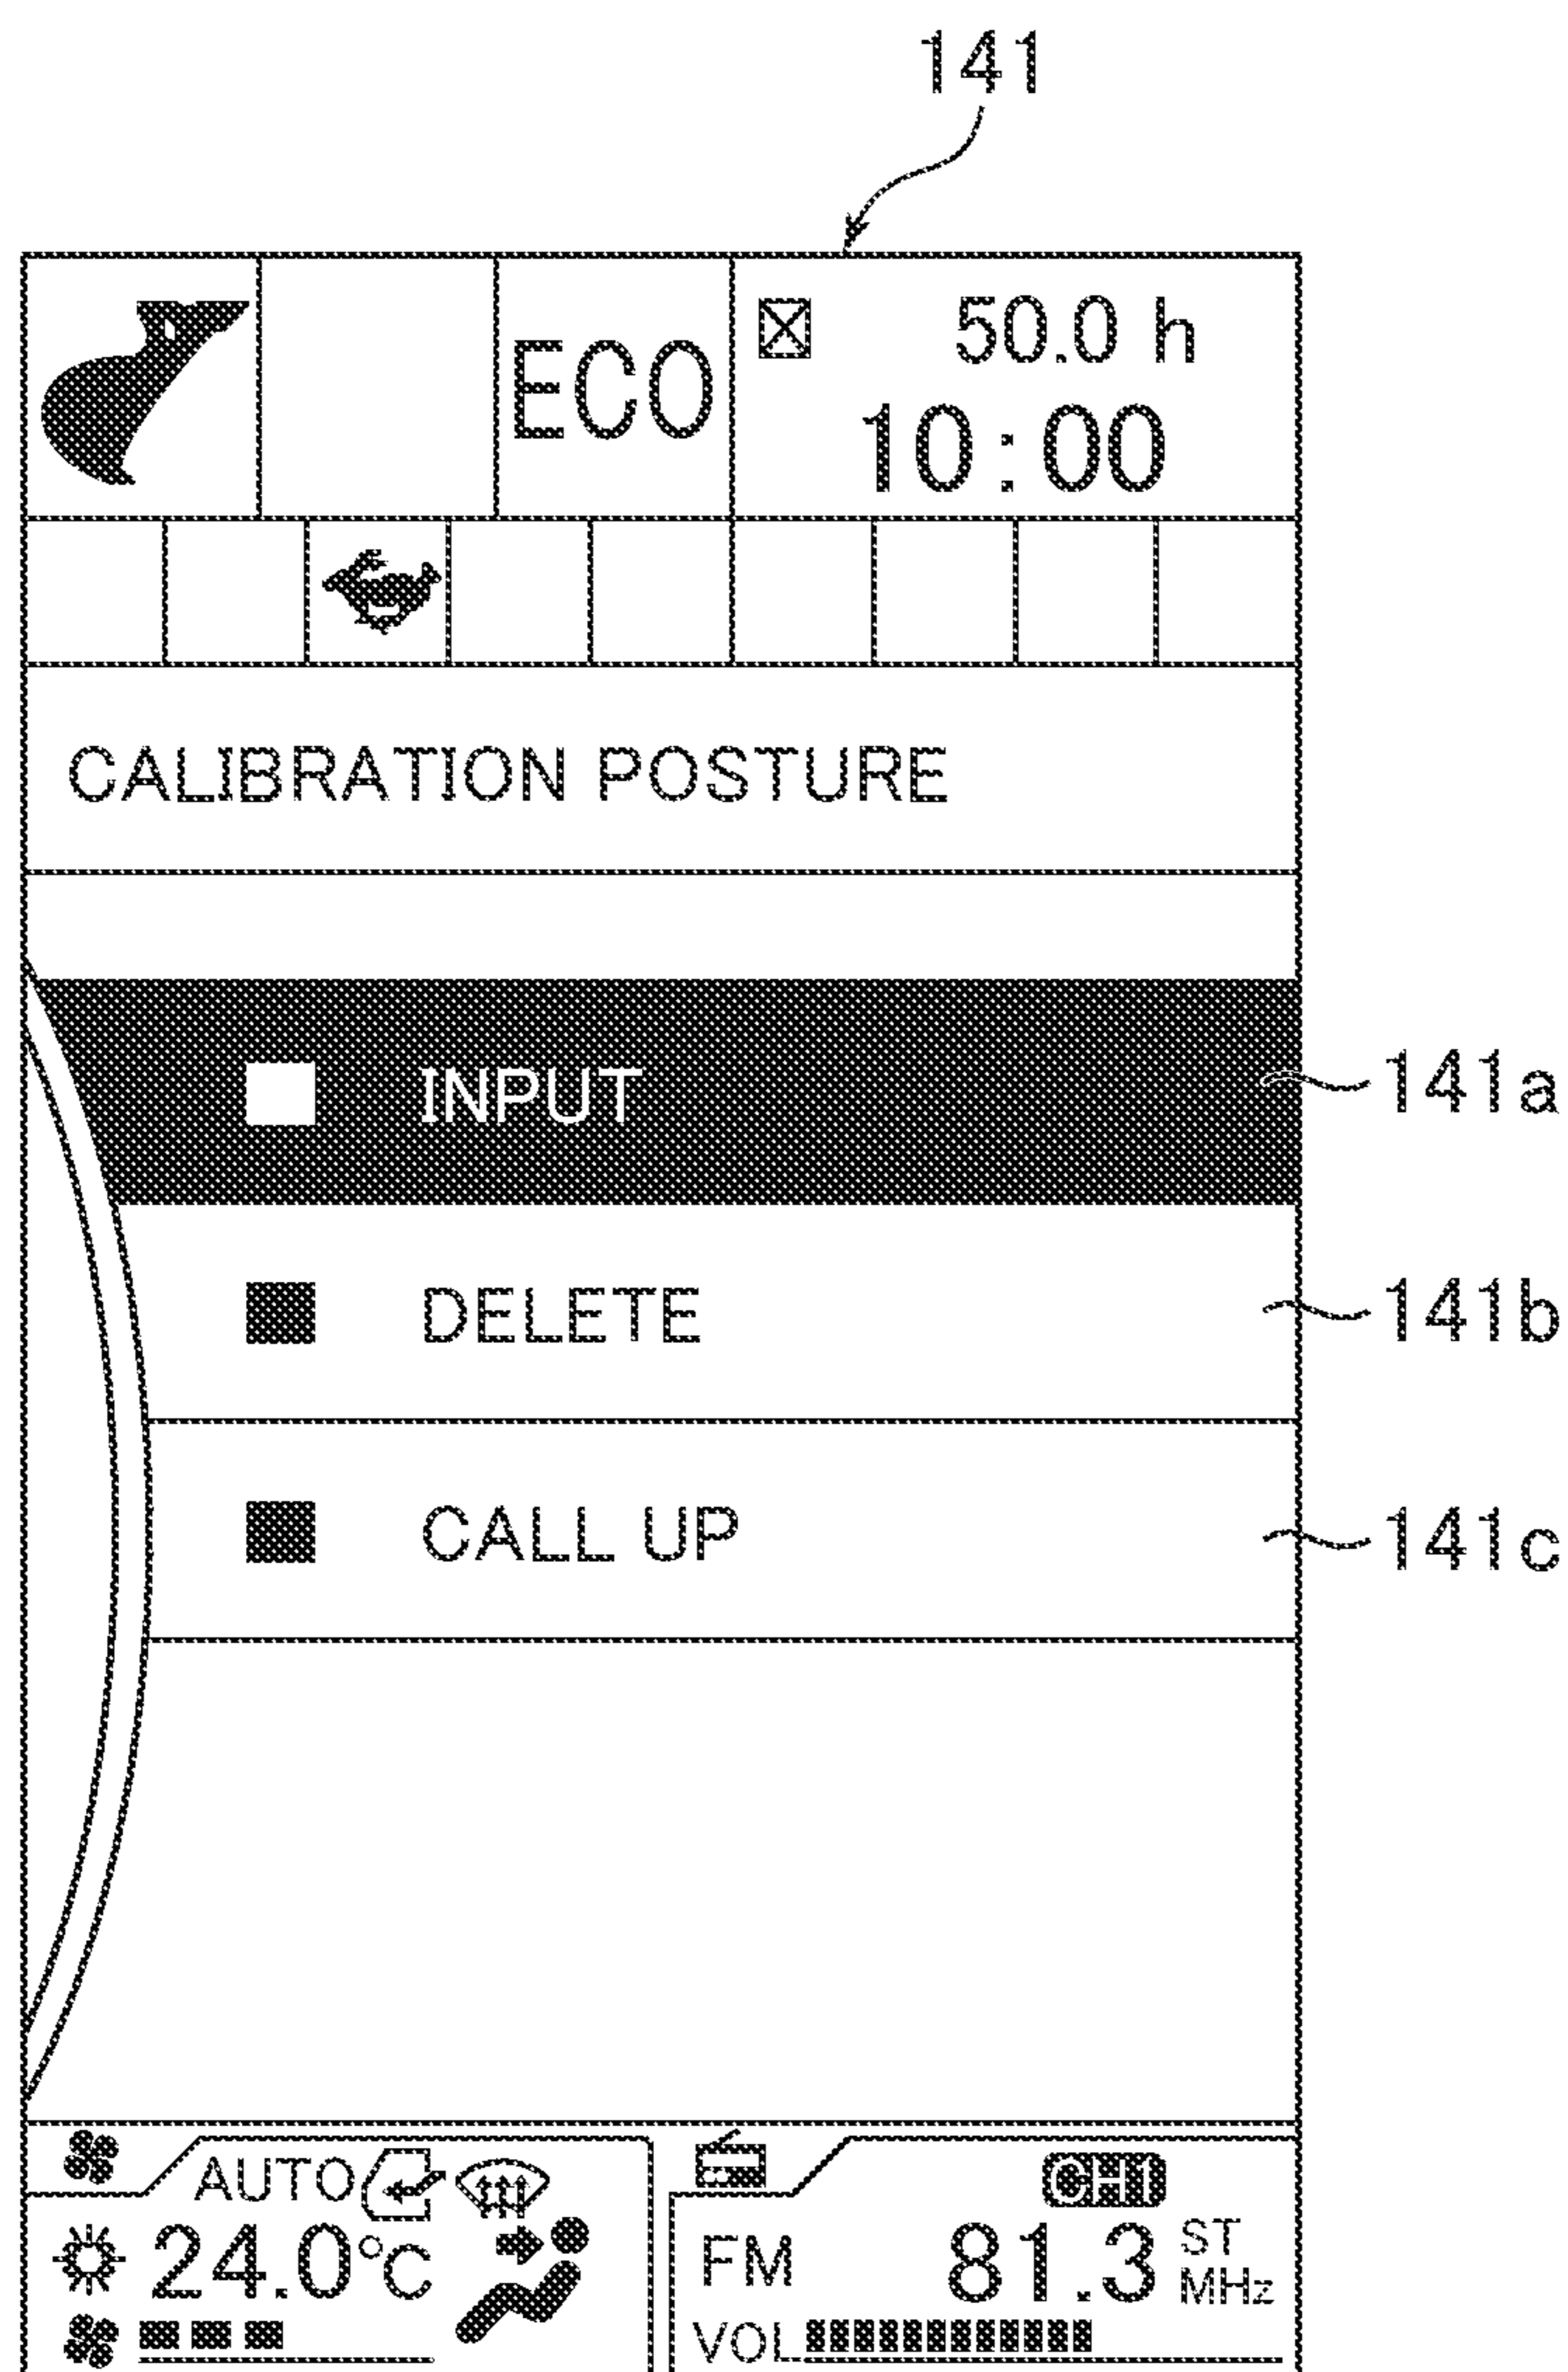 141
50.0 h
ECO
10:00
CALIBRATION POSTURE
INPUT
141a
DELETE
141b
CALL UP
141c
AUTO
CH1
24.0°C
FM 81.3 ST MHz
VOL